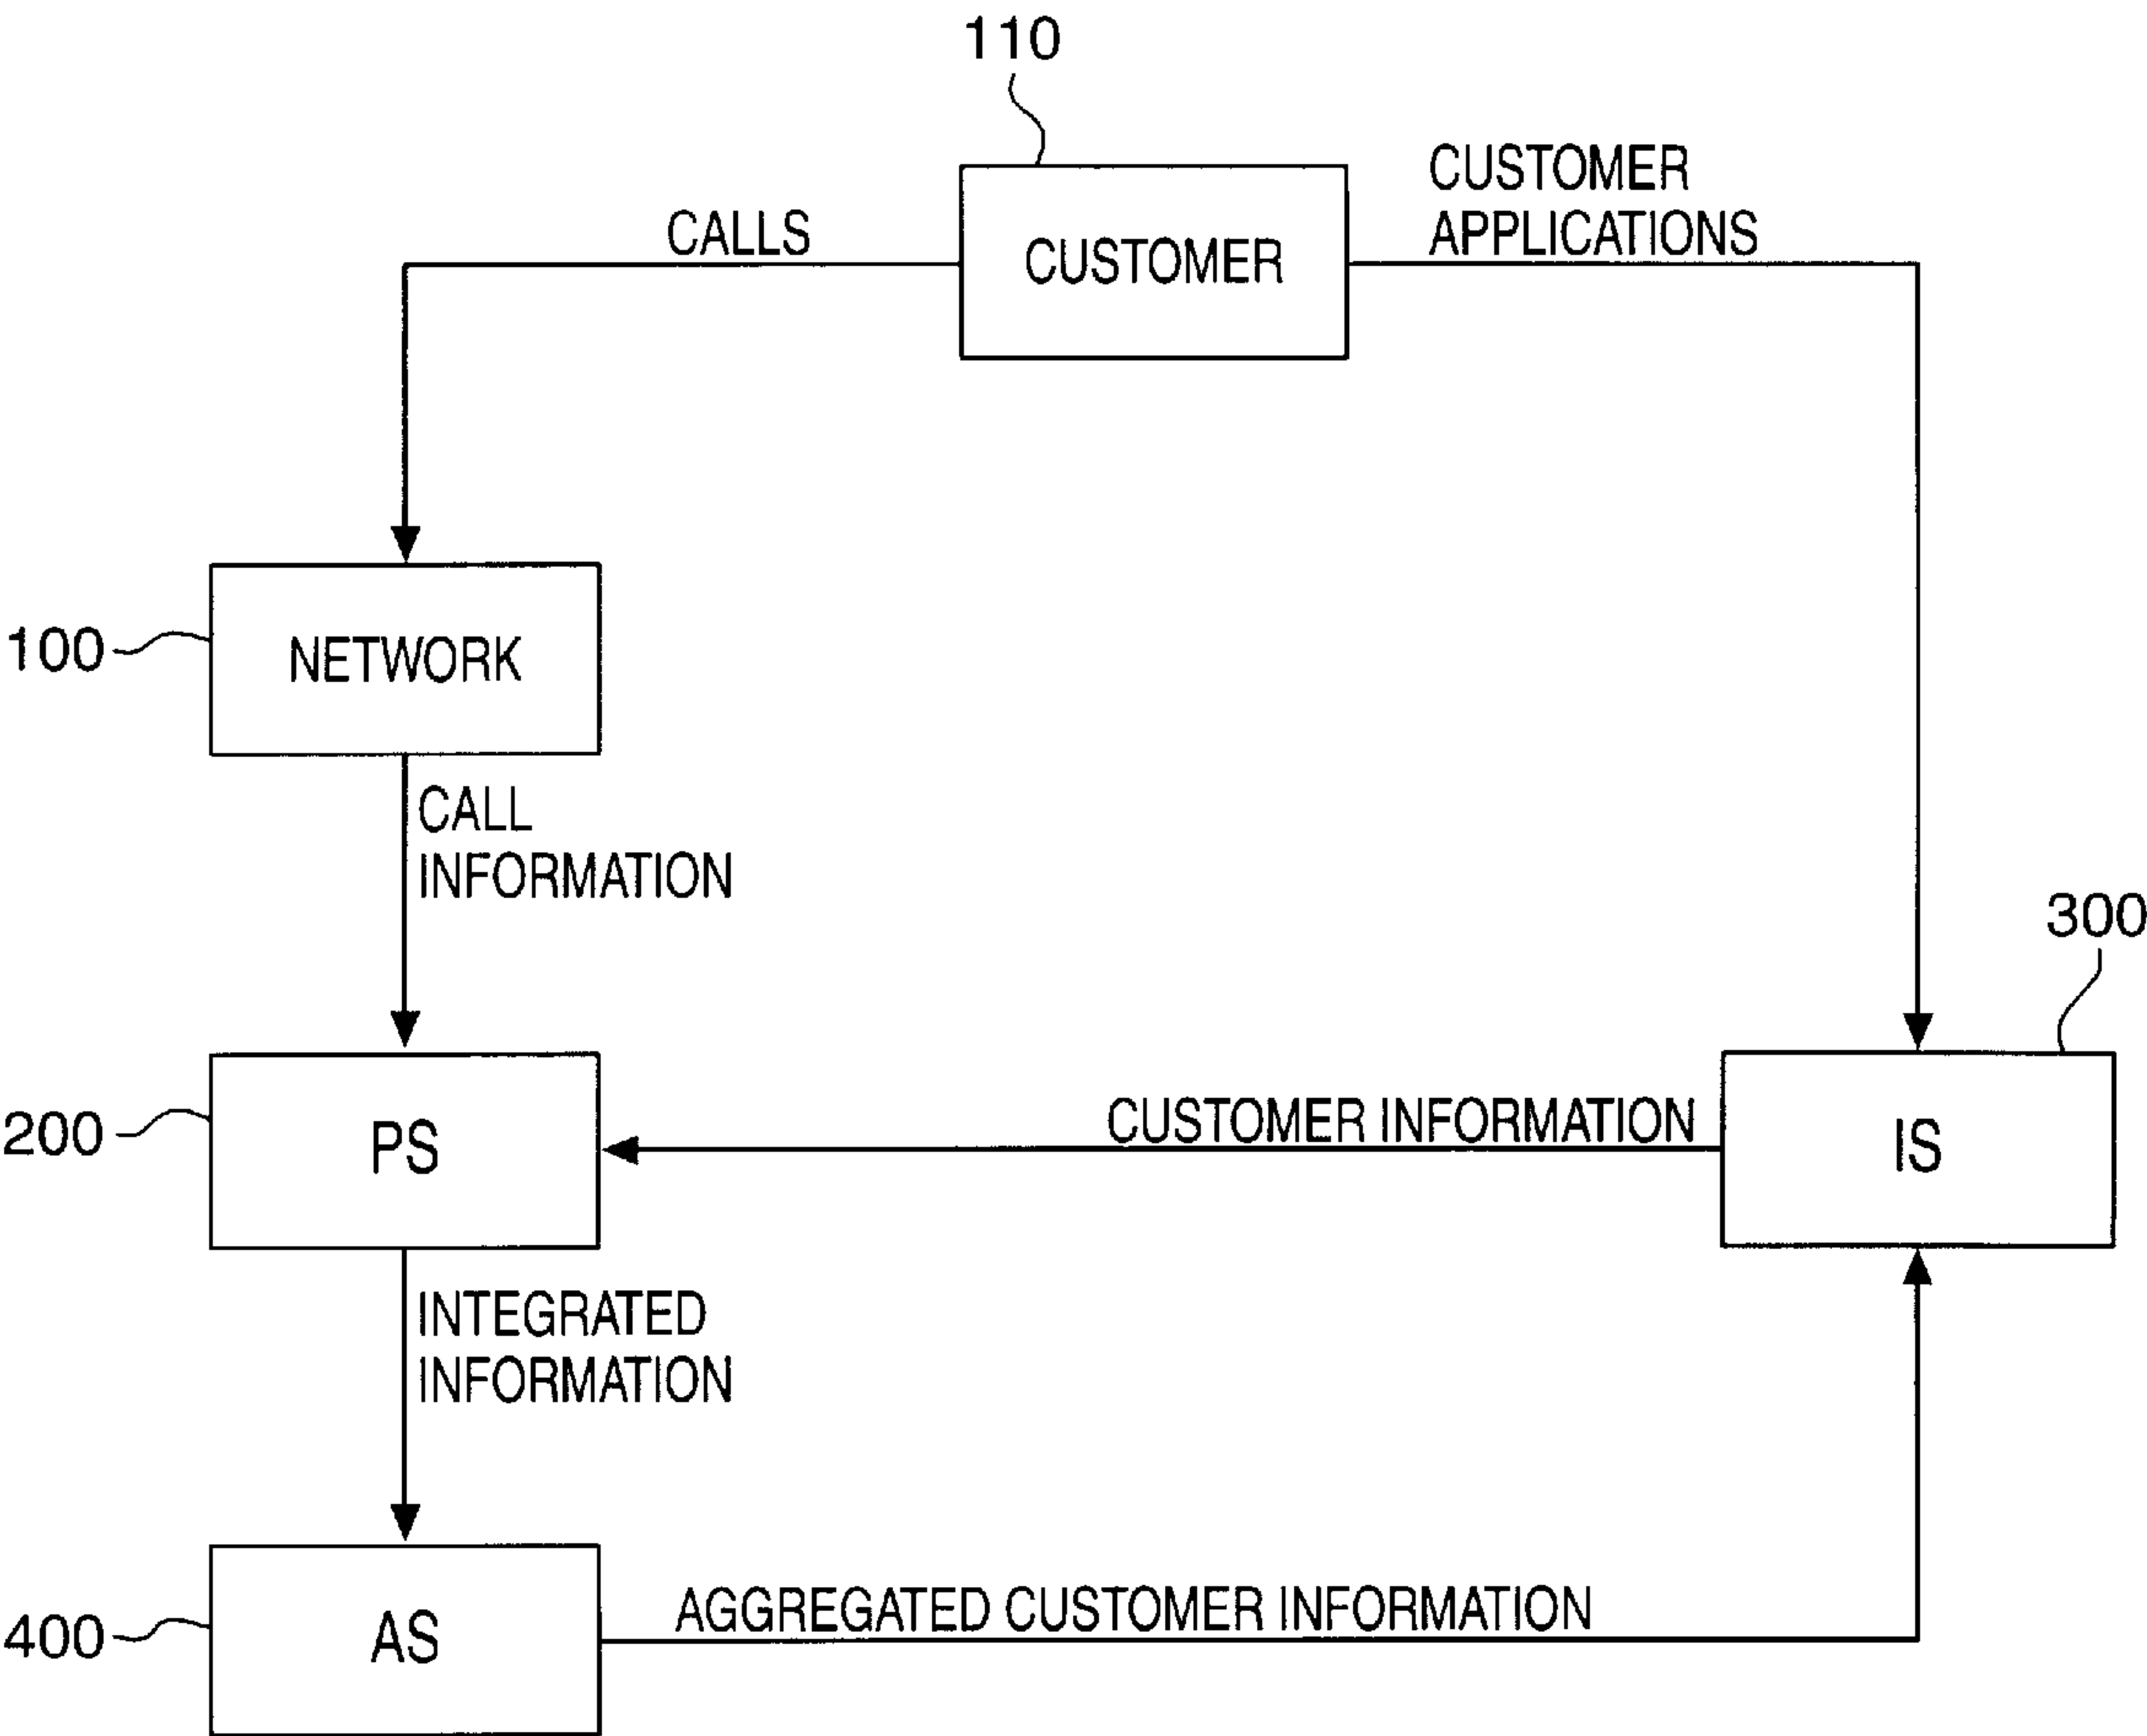 110
CUSTOMER
APPLICATIONS
CALLS
CUSTOMER
100
NETWORK
CALL
INFORMATION
300
200
PS
CUSTOMER INFORMATION
IS
INTEGRATED
INFORMATION
400
AS
AGGREGATED CUSTOMER INFORMATION